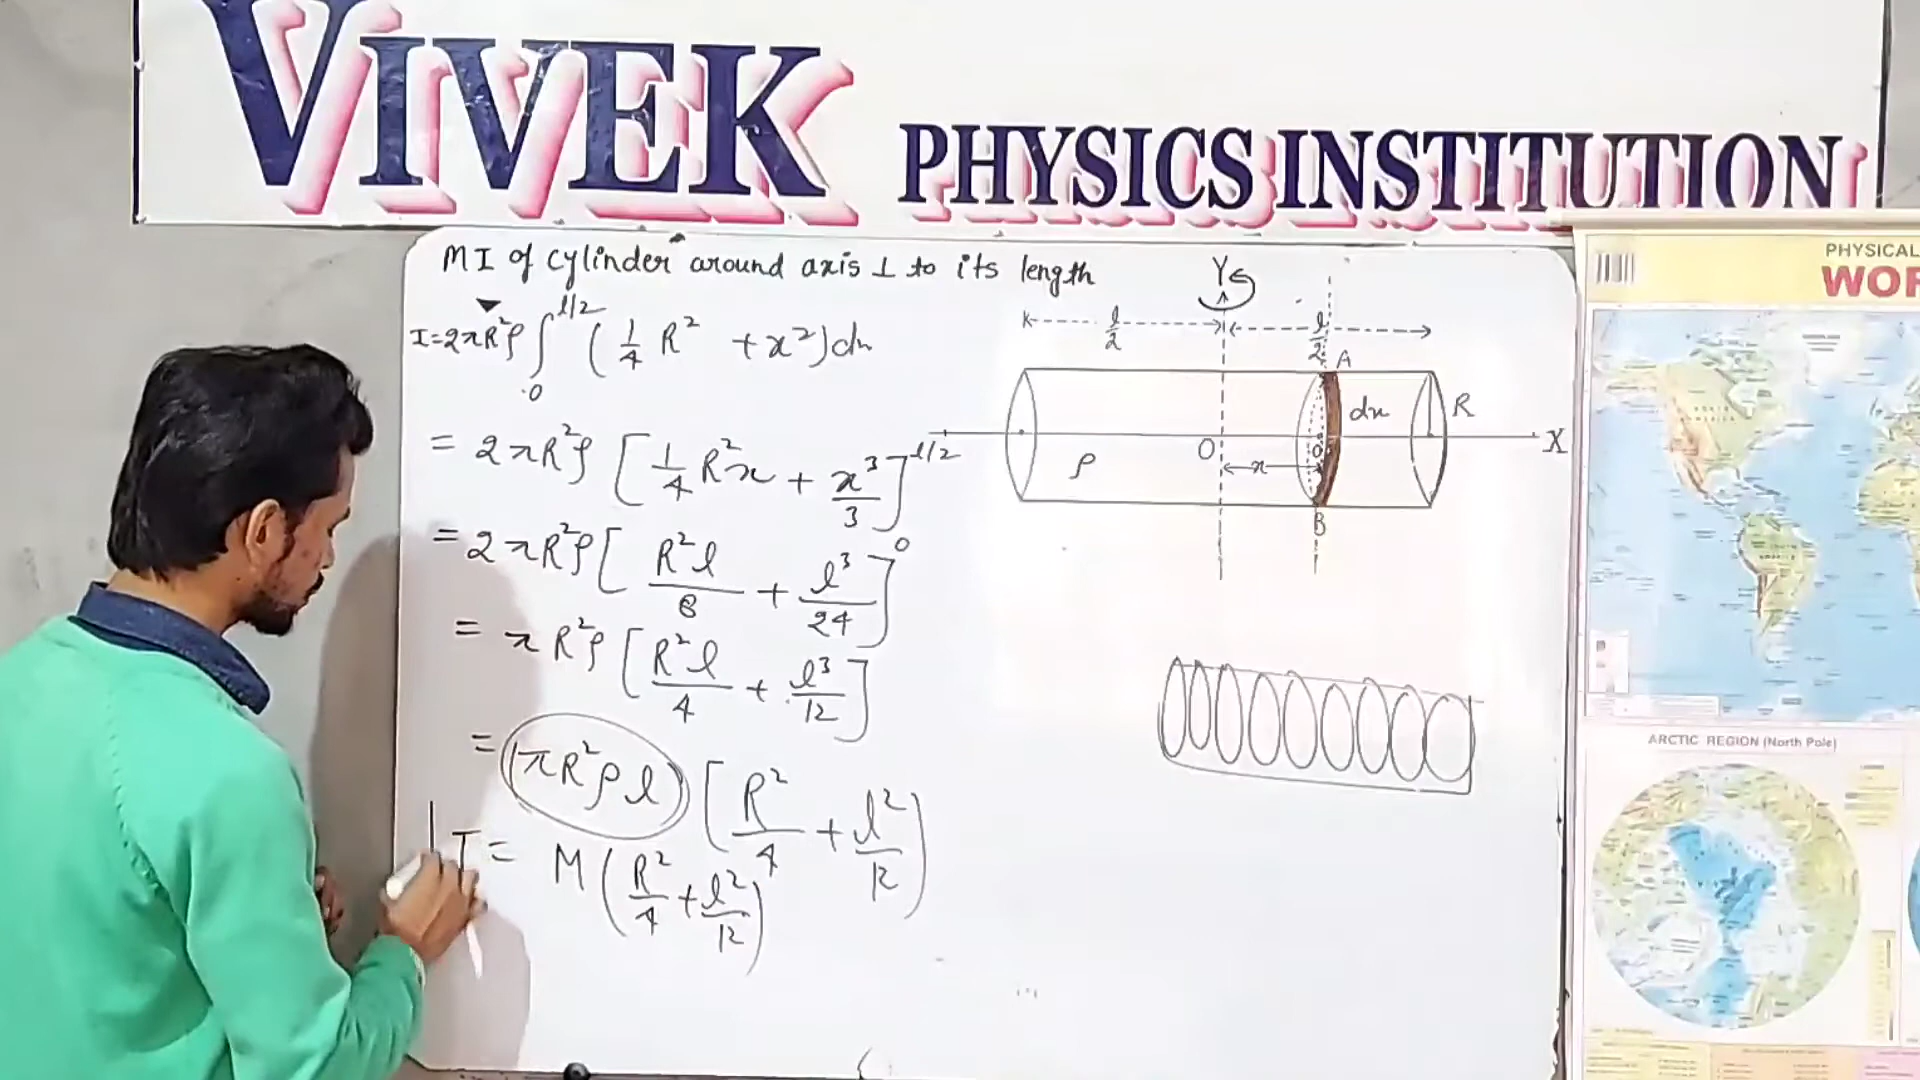 VIVEK PHYSICS INSTITUTION
MI of cylinder around axis ⊥ to its length
I=2πR²ρ ∫₀^{l/2} (1/4 R² + x²)dx
= 2πR²ρ [1/4 R²x + x³/3]₀^{l/2}
= 2πR²ρ [R²l/8 + l³/24]
= πR²ρ [R²l/4 + l³/12]
= πR²ρl [R²/4 + l²/12)
I = M (R²/4 + l²/12)
Y
l/2
l/2
A
dx
R
O
O
X
x
ρ
B
PHYSICAL
WOR
ARCTIC REGION (North Pole)